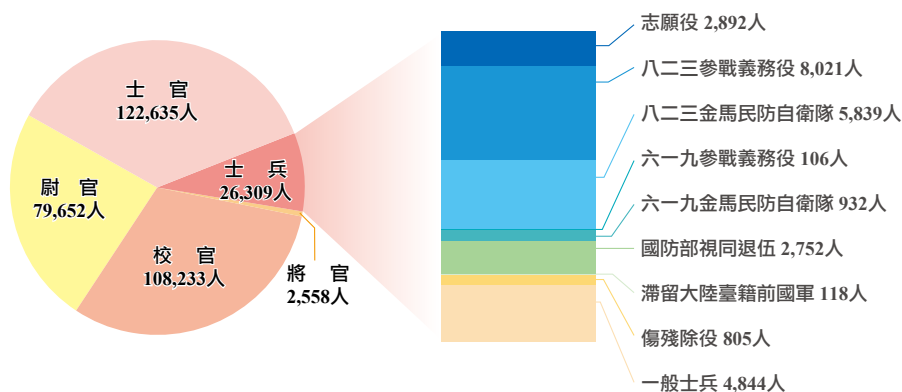 士 官
122,635人
士 兵
26,309人
尉 官
79,652人
校 官
108,233人
將 官
2,558人
志願役 2,892人
八二三參戰義務役 8,021人
八二三金馬民防自衛隊 5,839人
六一九參戰義務役 106人
六一九金馬民防自衛隊 932人
國防部視同退伍 2,752人
滯留大陸臺籍前國軍 118人
傷殘除役 805人
一般士兵 4,844人